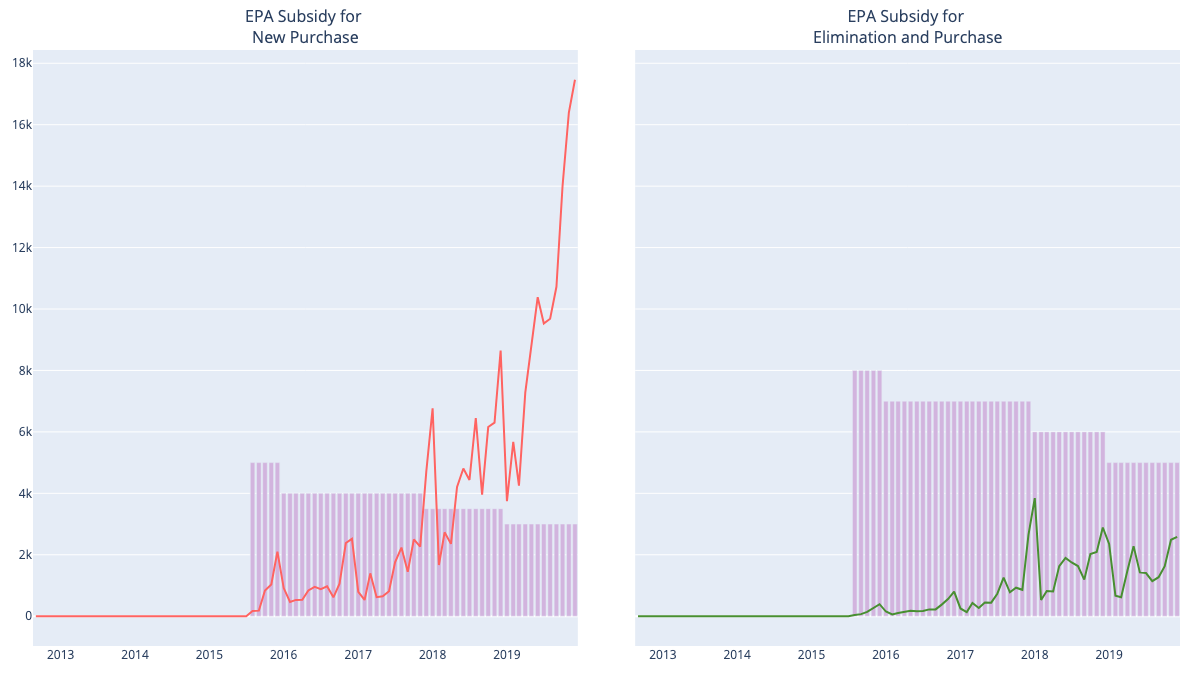 EPA Subsidy for
New Purchase
EPA Subsidy for
Elimination and Purchase
18k
16k
14k
12k
10k
8k
6k
4k
2k
0
2013 2014 2015 2016 2017 2018 2019
2013 2014 2015 2016 2017 2018 2019